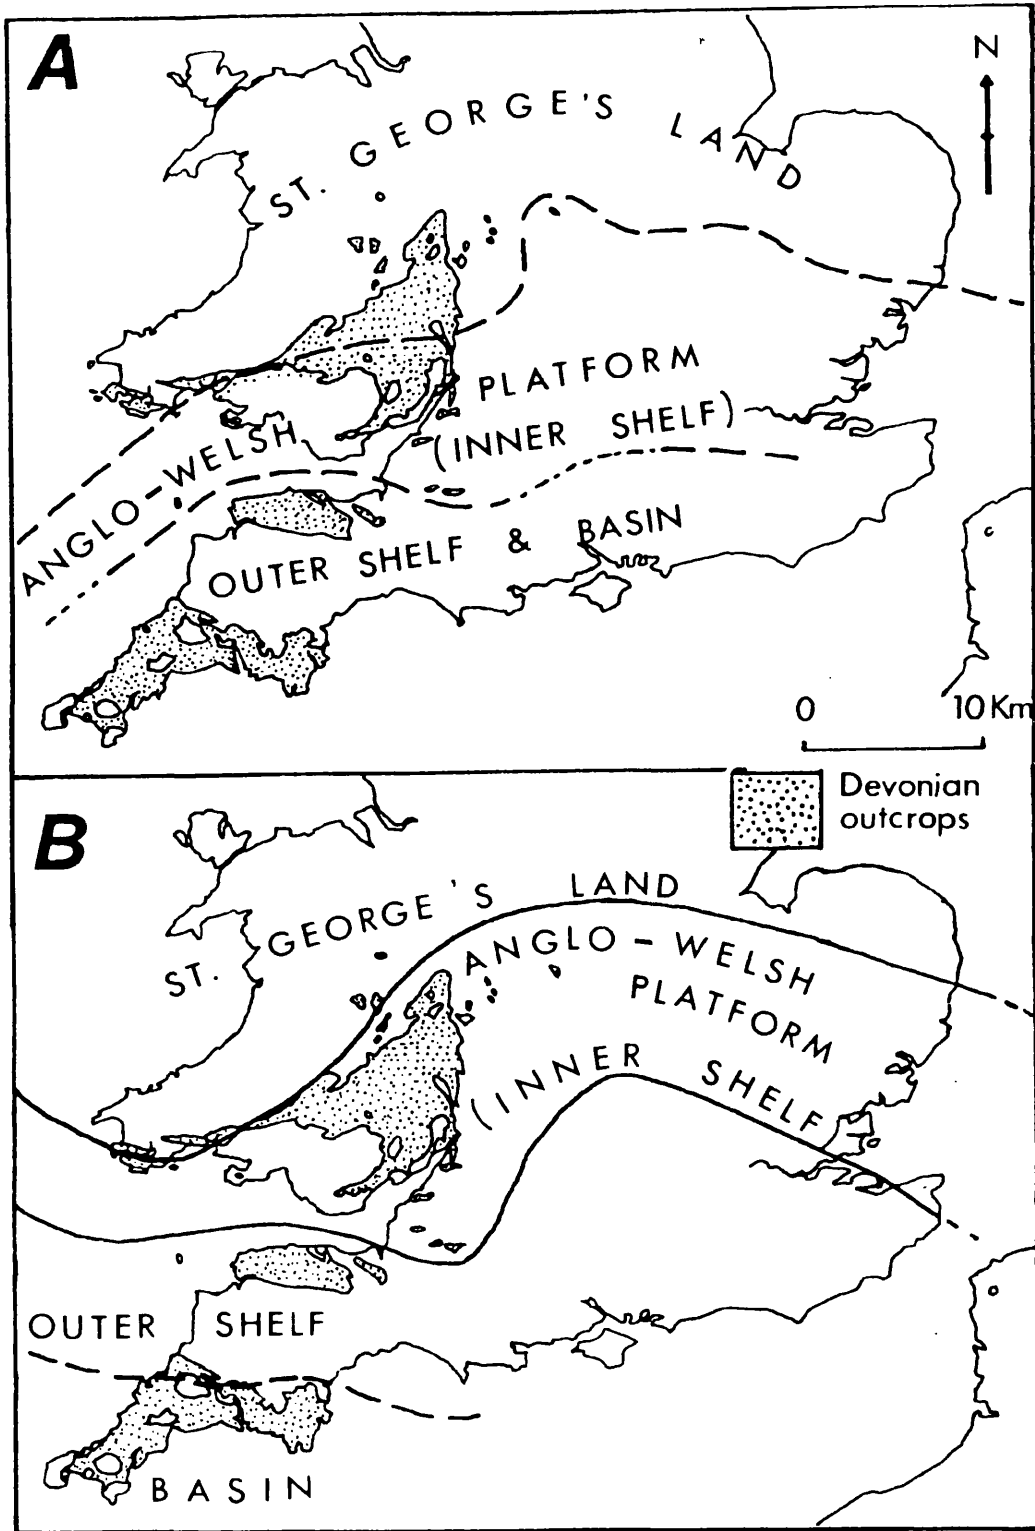 A
N
ST. GEORGE'S LAND
ANGLO-WELSH PLATFORM
(INNER SHELF)
OUTER SHELF & BASIN
0 10 Km
Devonian
outcrops
B
ST. GEORGE'S LAND
ANGLO-WELSH
PLATFORM
(INNER SHELF
OUTER SHELF
BASIN